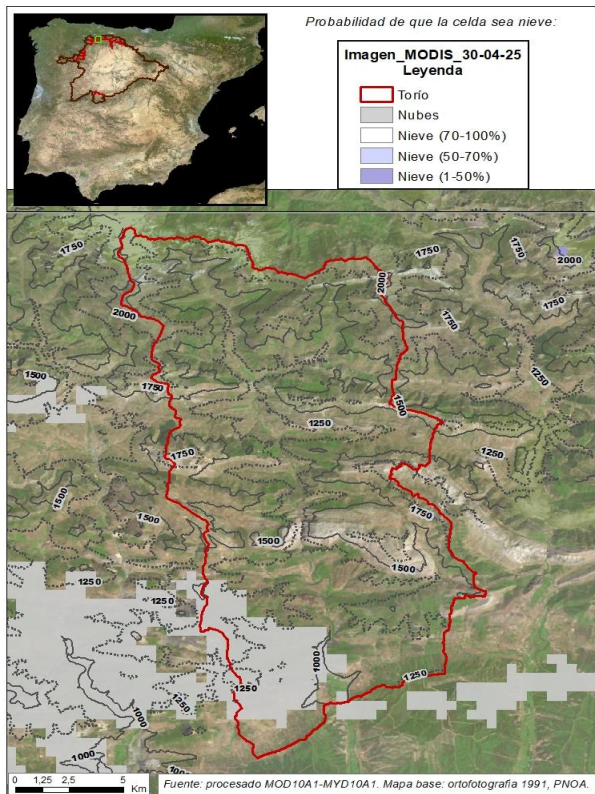 Probabilidad de que la celda sea nieve:
Imagen_MODIS_30-04-25
Leyenda
Torío
Nubes
Nieve (70-100%)
Nieve (50-70%)
Nieve (1-50%)
1750
1750
1750
2000
2000
1750
2000
1750
1500
1250
1750
1500
1250
1250
1750
1500
1750
1500
1500
1500
1250
1000
1250
1250
1250
1000
1000
0 1,25 2,5 5
Km
Fuente: procesado MOD10A1-MYD10A1. Mapa base: ortofotografía 1991, PNOA.